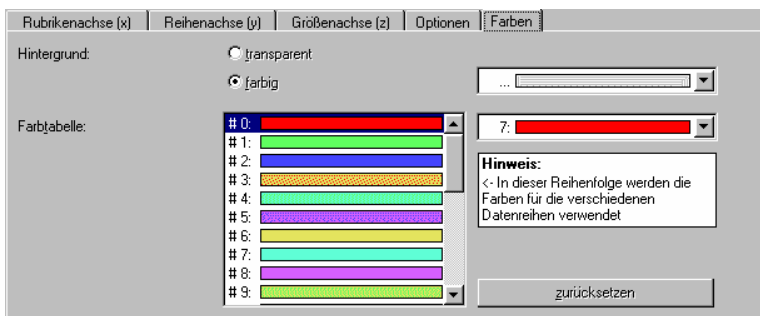 Rubrikenachse (x) Reihenachse (y) Größenachse (z) Optionen Farben
Hintergrund: transparent
farbig ...
Farbtabelle: # 0: 7:
# 1:
# 2:
# 3:
# 4:
# 5:
# 6:
# 7:
# 8:
# 9:
Hinweis:
<- In dieser Reihenfolge werden die
Farben für die verschiedenen
Datenreihen verwendet
zurücksetzen